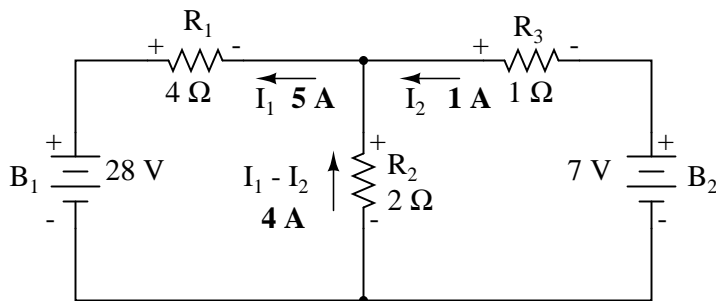 R1 R3
+ - + -
4 Ω 1 Ω
I1 5 A I2 1 A
+ + +
B1 28 V I1 - I2 R2 7 V B2
4 A 2 Ω
- - -